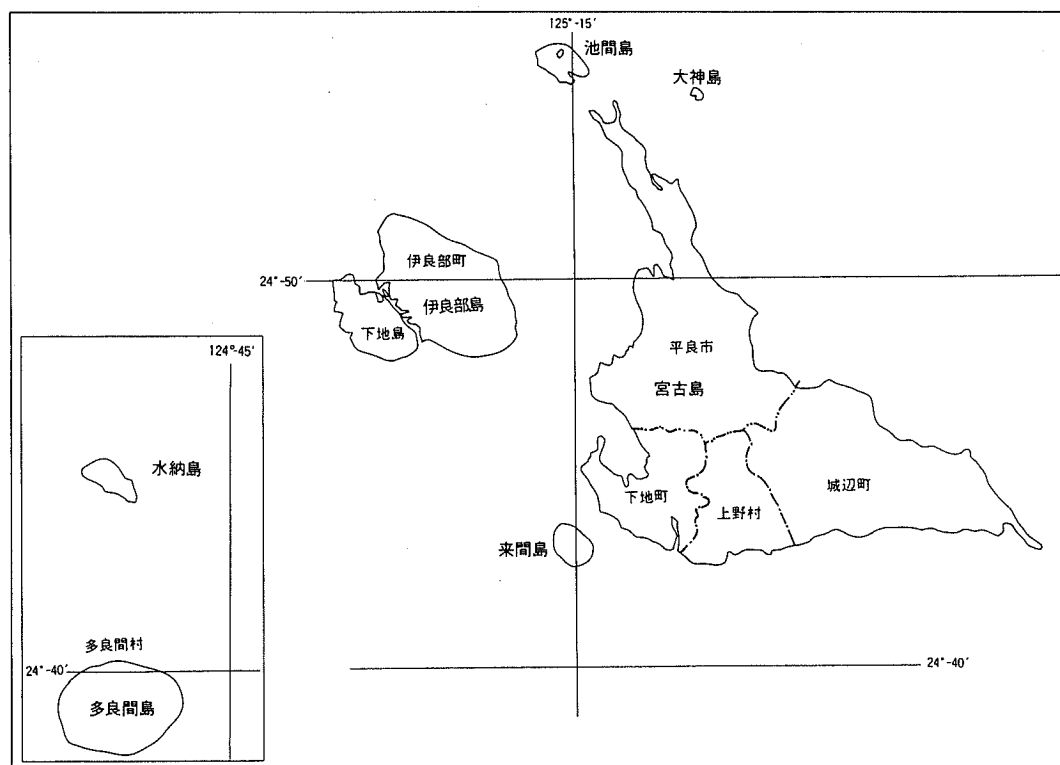 125°-15′
池間島
大神島
伊良部町
24°-50′
伊良部島
下地島
平良市
宮古島
124°-45′
水納島
下地町
上野村
城辺町
来間島
多良間村
24°-40′
24°-40′
多良間島